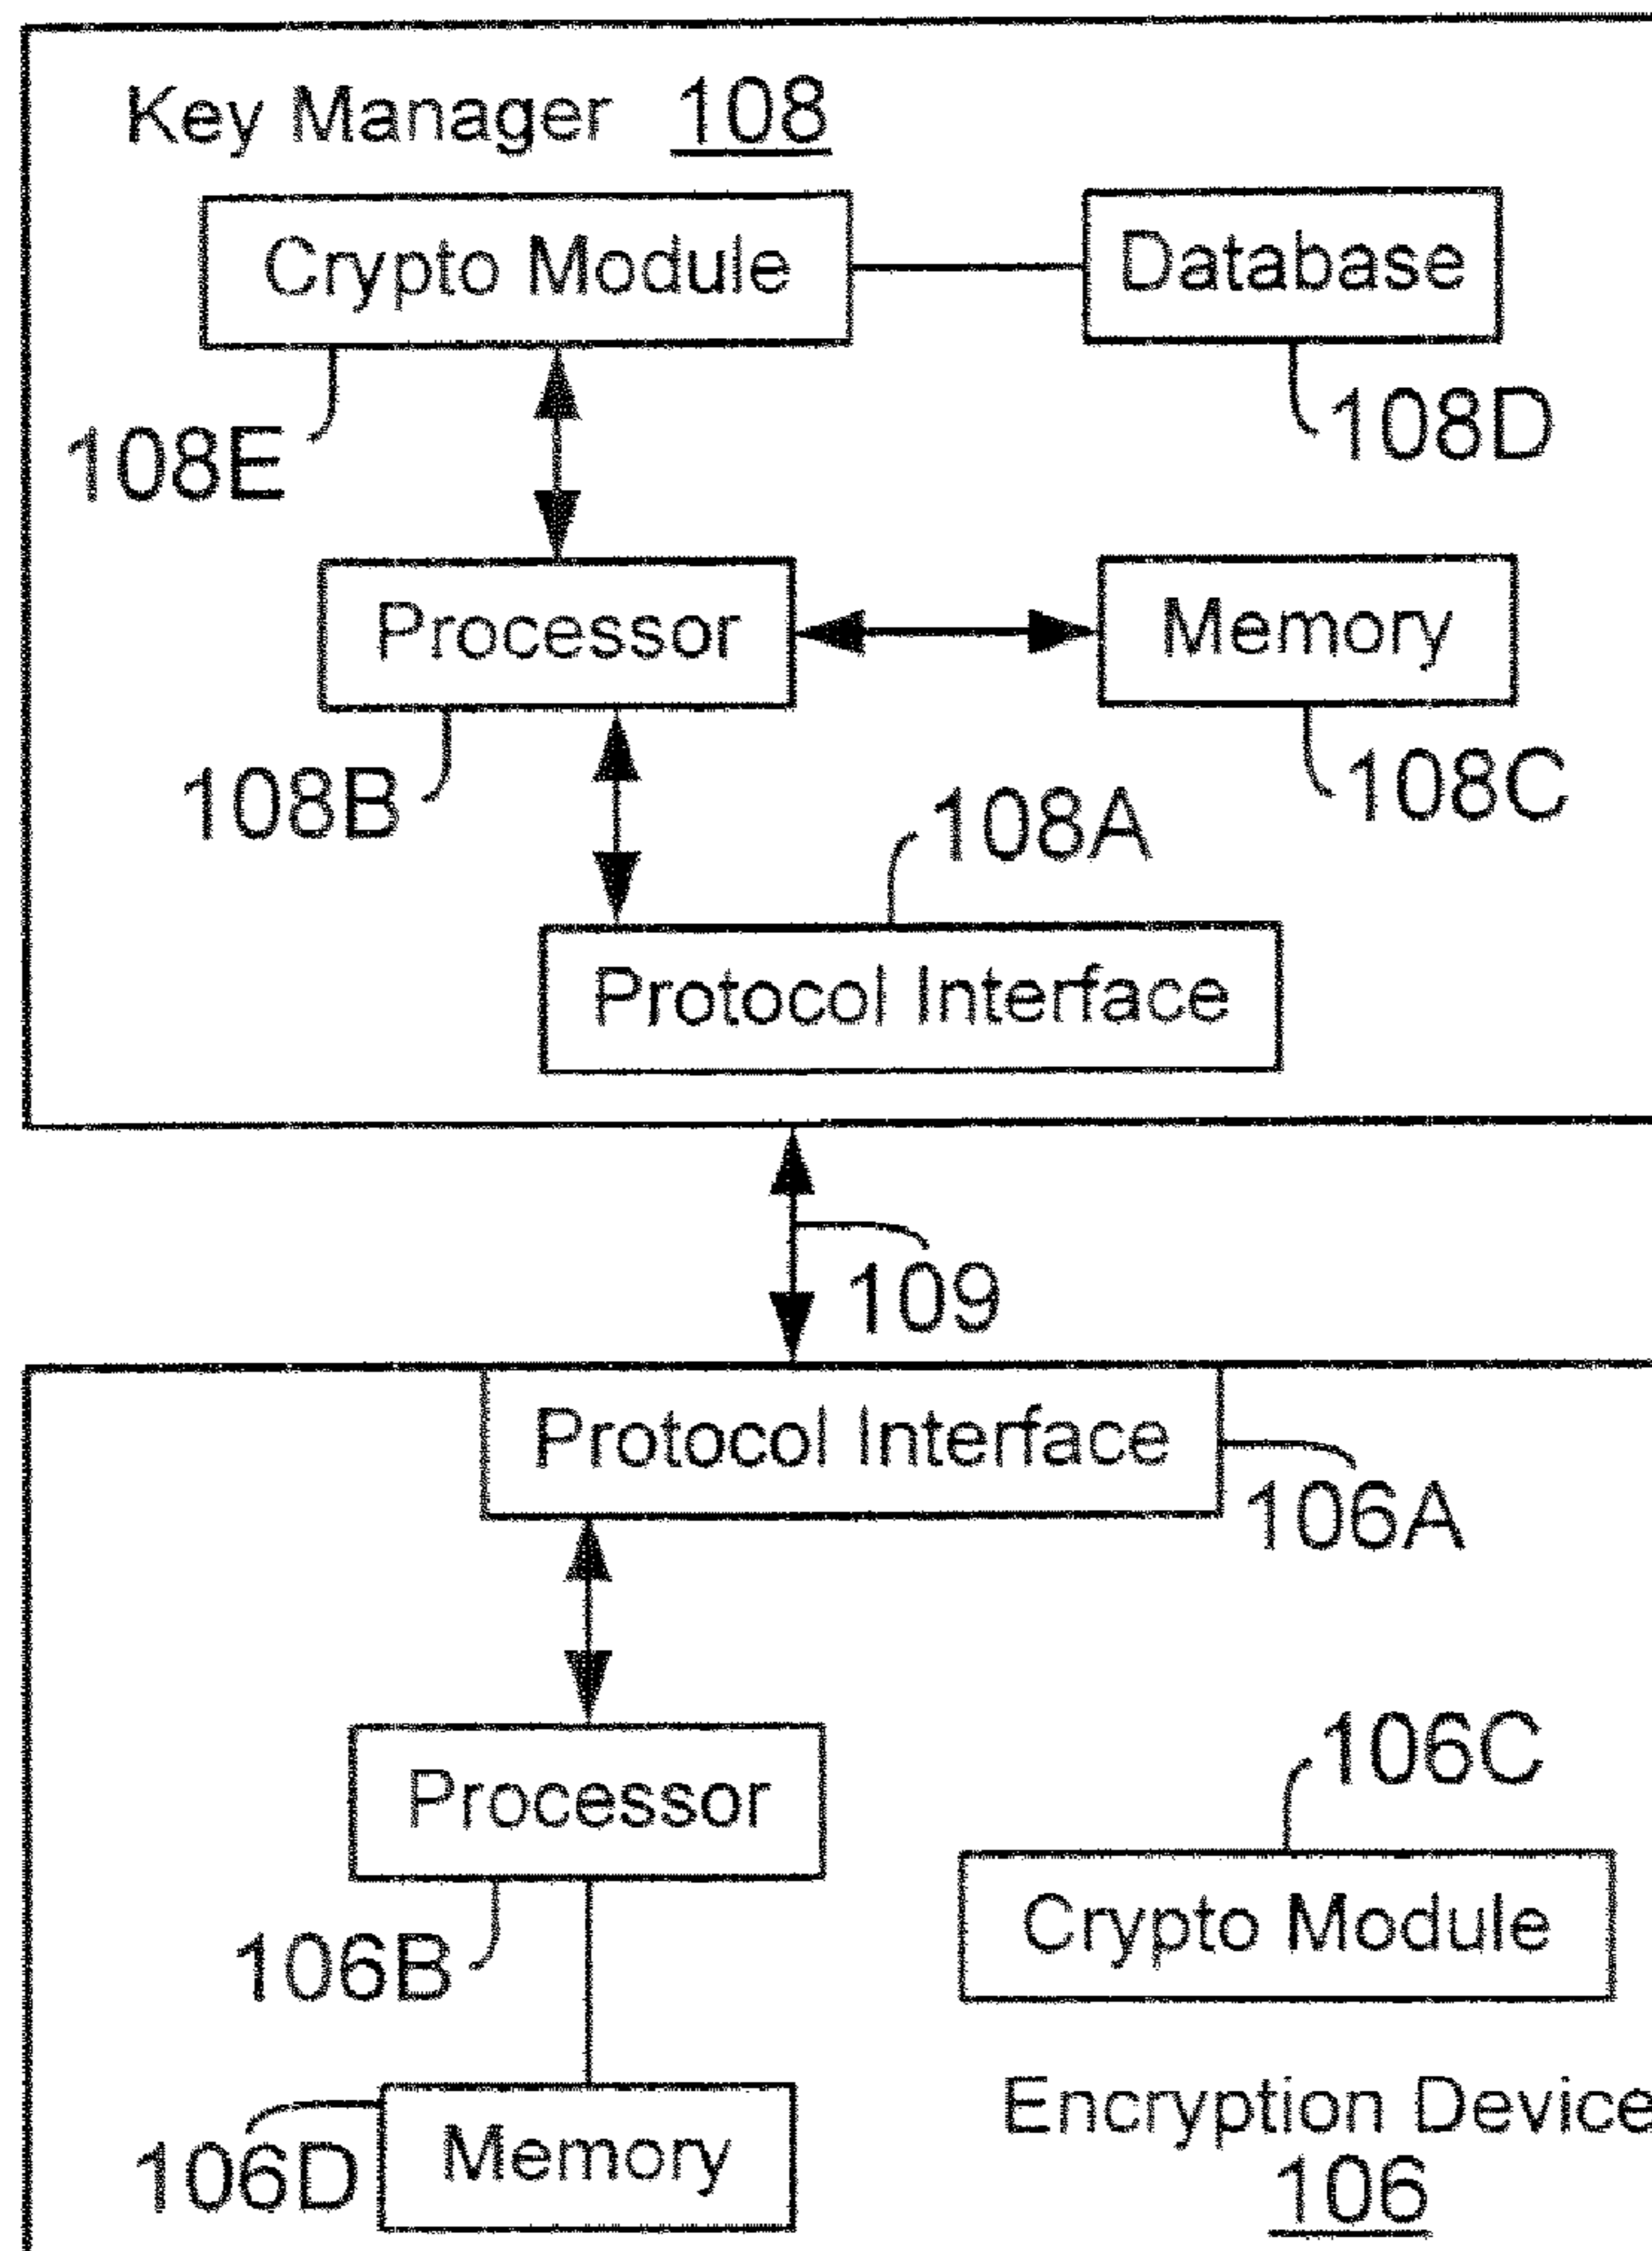 Key Manager 108
Crypto Module
Database
108E
108D
Processor
Memory
108B
108C
108A
Protocol Interface
109
Protocol Interface
106A
Processor
106C
106B
Crypto Module
Memory
106D
Encryption Device
106